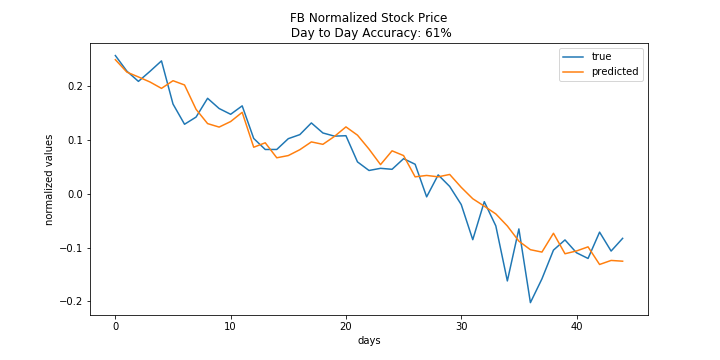 FB Normalized Stock Price
Day to Day Accuracy: 61%
true
predicted
normalized values
0.2
0.1
0.0
−0.1
−0.2
0 10 20 30 40
days